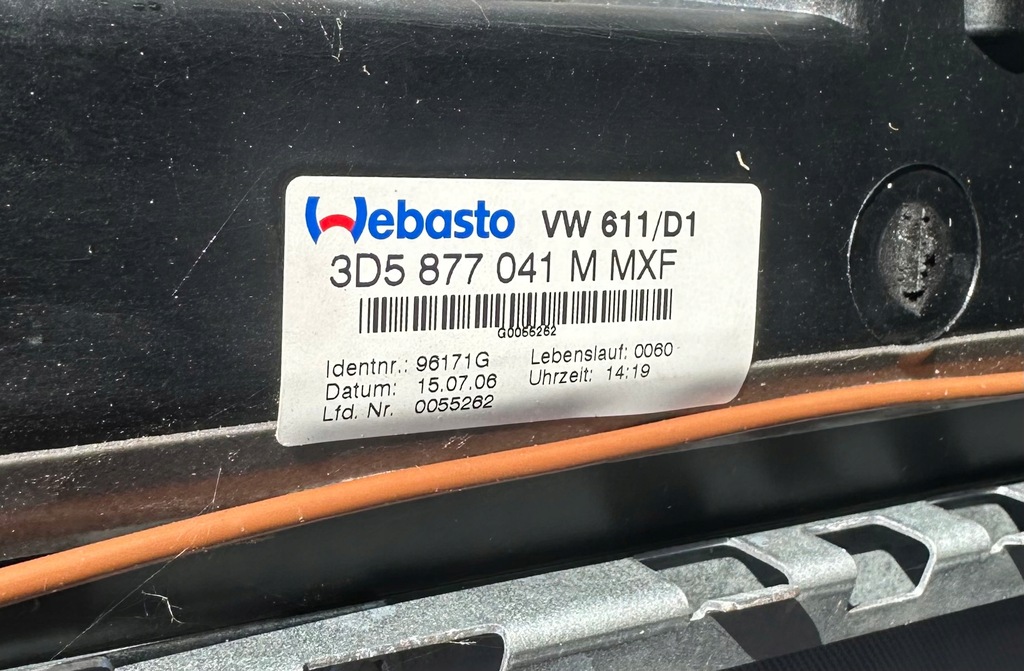 Webasto VW 611/D1
3D5 877 041 M MXF
G0055262
Identnr.: 96171G Lebenslauf: 0060
Datum: 15.07.06 Uhrzeit: 14:19
Lfd. Nr. 0055262